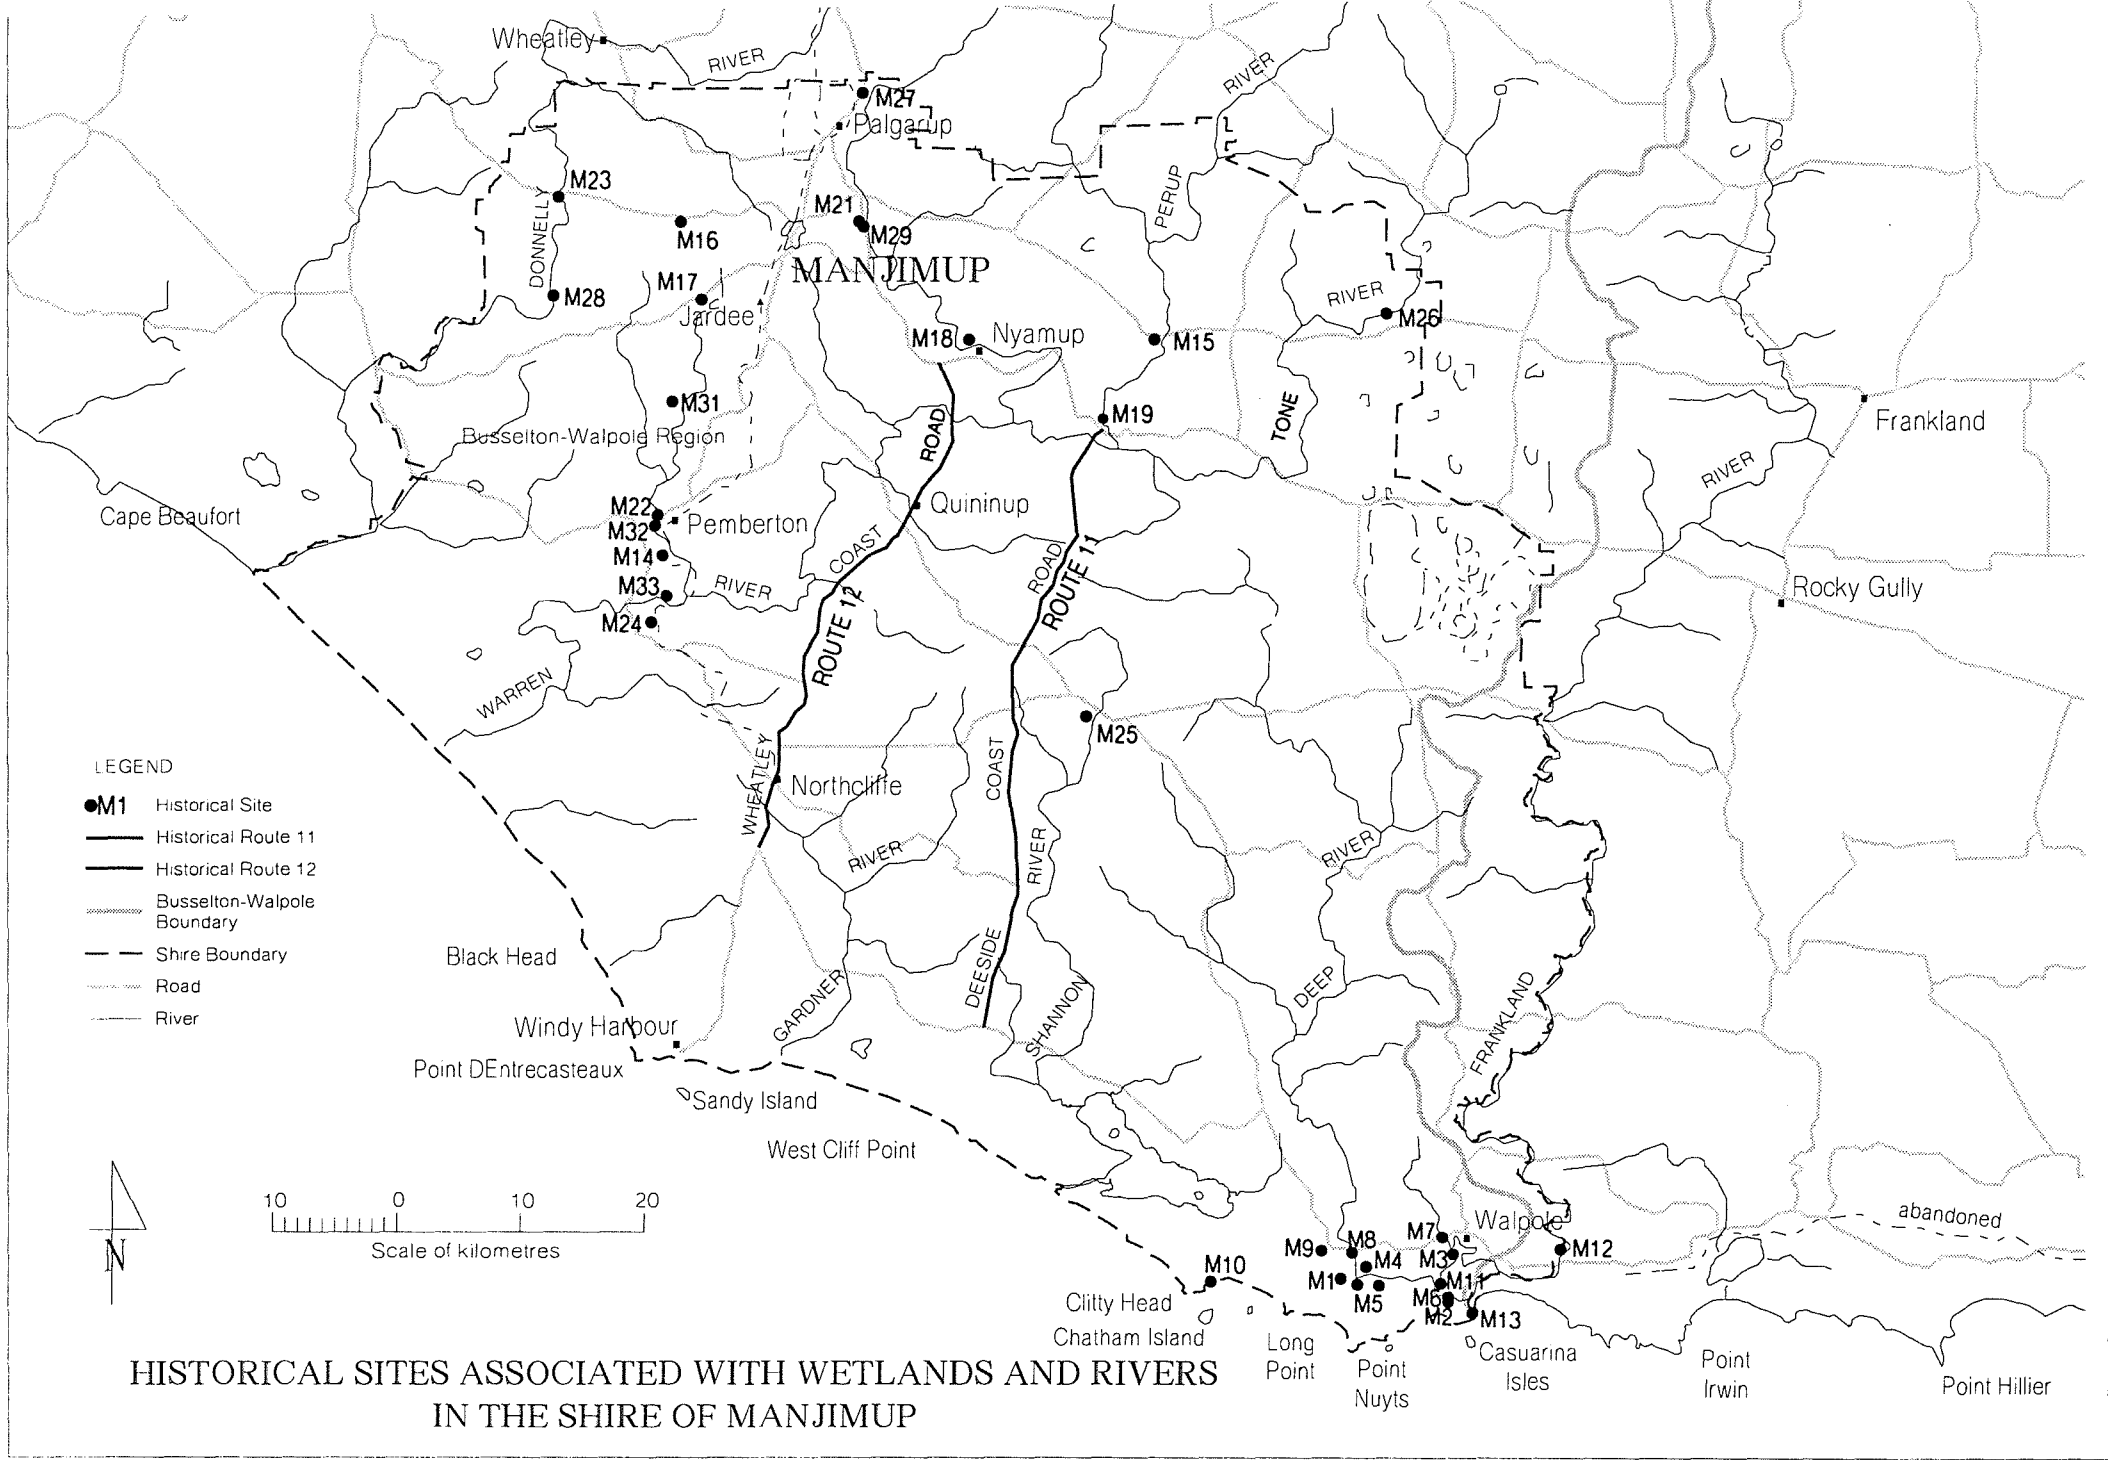 Wheatley
RIVER
RIVER
M27
Palgarup
M23
DONNELLY
M16
M21
M29
PERUP
MANJIMUP
M28
M17
Jardee
RIVER
M26
M18
Nyamup
M15
M31
Busselton-Walpole Region
ROAD
M19
TONE
Frankland
RIVER
Cape Beaufort
M22
M32
Pemberton
M14
M33
RIVER
M24
COAST
Quininup
ROAD
ROUTE 11
ROUTE 12
Rocky Gully
WARREN
M25
WHEATLEY
Northcliffe
COAST
RIVER
RIVER
RIVER
LEGEND
M1 Historical Site
Historical Route 11
Historical Route 12
Busselton-Walpole
Boundary
Shire Boundary
Road
River
Black Head
DEESIDE
GARDNER
SHANNON
DEEP
FRANKLAND
Windy Harbour
Point DEntrecasteaux
Sandy Island
West Cliff Point
N
10 0 10 20
Scale of kilometres
M10
M9
M8
M4
M1
M5
M7
Walpole
M3
M11
M6
M2
M13
M12
abandoned
Clitty Head
Chatham Island
Long
Point
Point
Nuyts
Casuarina
Isles
Point
Irwin
Point Hillier
HISTORICAL SITES ASSOCIATED WITH WETLANDS AND RIVERS
IN THE SHIRE OF MANJIMUP